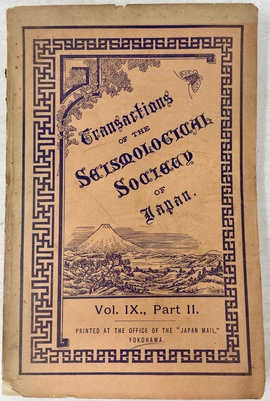 Transactions
OF THE
SEISMOLOGICAL
SOCIETY
OF
Japan.
Vol. IX., Part II.
PRINTED AT THE OFFICE OF THE "JAPAN MAIL,"
YOKOHAMA.